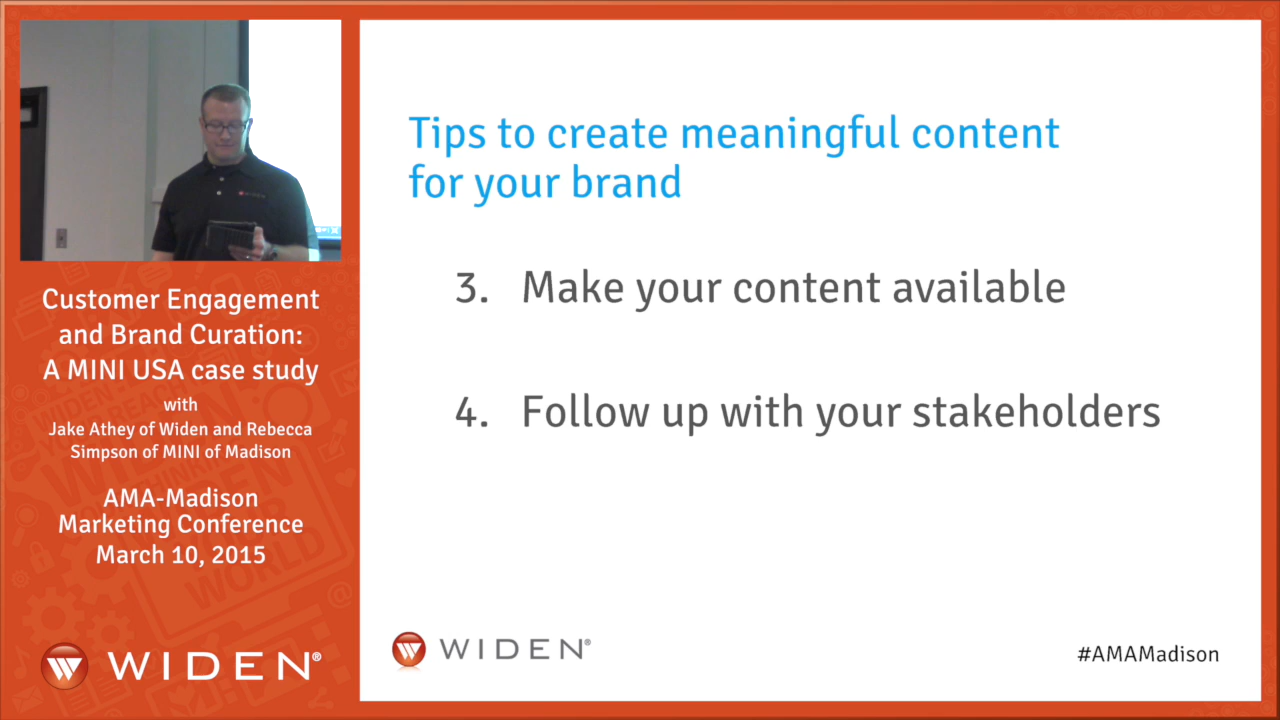 Customer Engagement
and Brand Curation:
A MINI USA case study
with
Jake Athey of Widen and Rebecca
Simpson of MINI of Madison
AMA-Madison
Marketing Conference
March 10, 2015
WIDEN®
Tips to create meaningful content
for your brand
3. Make your content available
4. Follow up with your stakeholders
WIDEN®
#AMAMadison
WIDEN